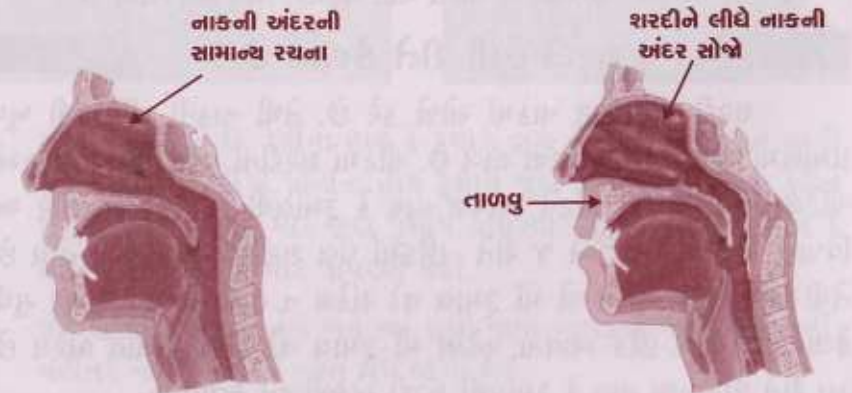 નાકની અંદરની
સામાન્ય રચના
શરદીને લીધે નાકની
અંદર સોજો
તાળવુ